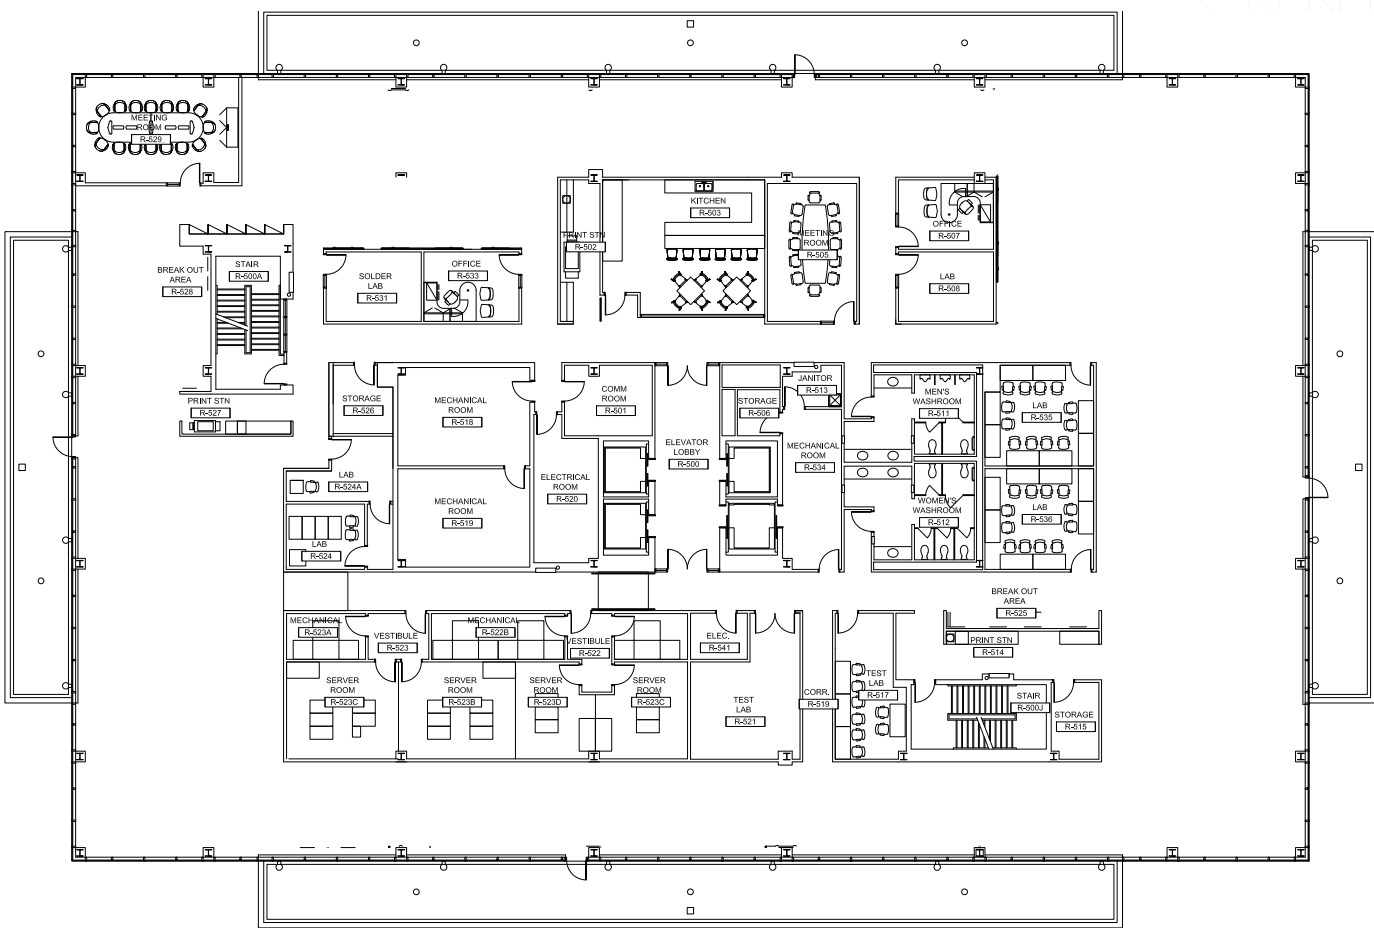 MEETING
ROOM
R-529
KITCHEN
R-503
PRINT STN
R-502
MEETING
ROOM
R-505
OFFICE
R-507
BREAK OUT
AREA
R-528
STAIR
R-500A
SOLDER
LAB
R-531
OFFICE
R-533
LAB
R-508
PRINT STN
R-527
STORAGE
R-526
MECHANICAL
ROOM
R-518
COMM
ROOM
R-501
STORAGE
R-506
JANITOR
R-513
MEN'S
WASHROOM
R-511
LAB
R-535
ELEVATOR
LOBBY
R-500
MECHANICAL
ROOM
R-534
LAB
R-524A
ELECTRICAL
ROOM
R-520
MECHANICAL
ROOM
R-519
WOMEN'S
WASHROOM
R-512
LAB
R-536
LAB
R-524
BREAK OUT
AREA
R-525
MECHANICAL
R-523A
VESTIBULE
R-523
MECHANICAL
R-522B
VESTIBULE
R-522
ELEC.
R-541
PRINT STN
R-514
SERVER
ROOM
R-523C
SERVER
ROOM
R-523B
SERVER
ROOM
R-523D
SERVER
ROOM
R-523C
TEST
LAB
R-521
CORR.
R-519
TEST
LAB
R-517
STAIR
R-500J
STORAGE
R-515